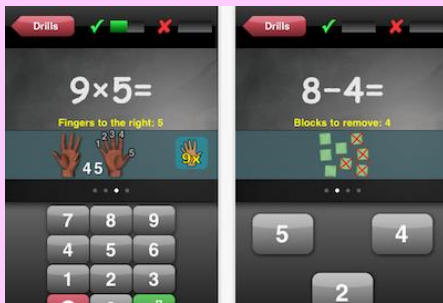 Drills
9×5=
Fingers to the right: 5
1 2 3 4 5
4 5
9x
7 8 9
4 5 6
1 2 3
Drills
8-4=
Blocks to remove: 4
5 4
2